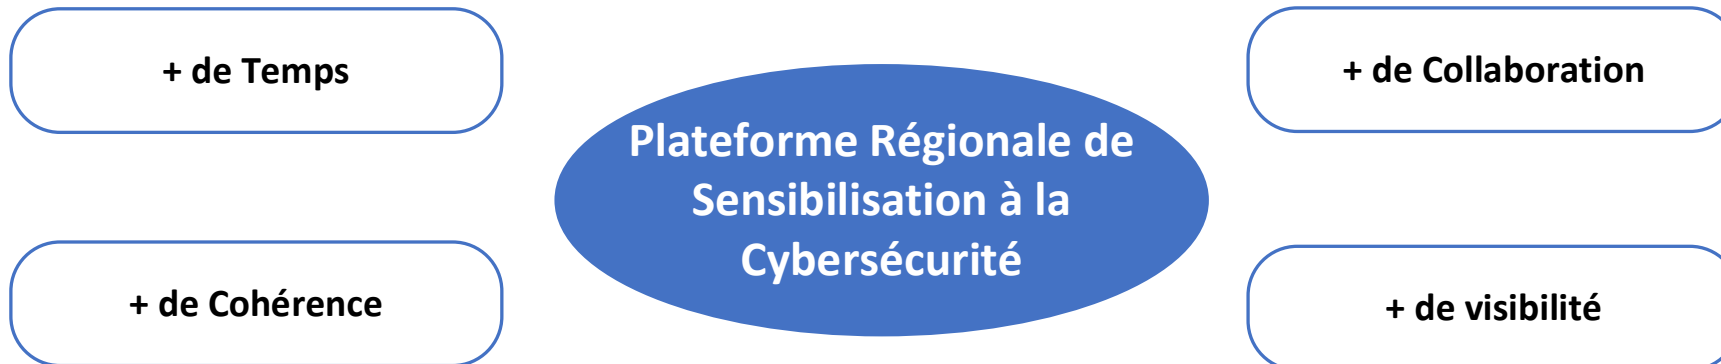 + de Temps
+ de Collaboration
Plateforme Régionale de
Sensibilisation à la
Cybersécurité
+ de Cohérence
+ de visibilité